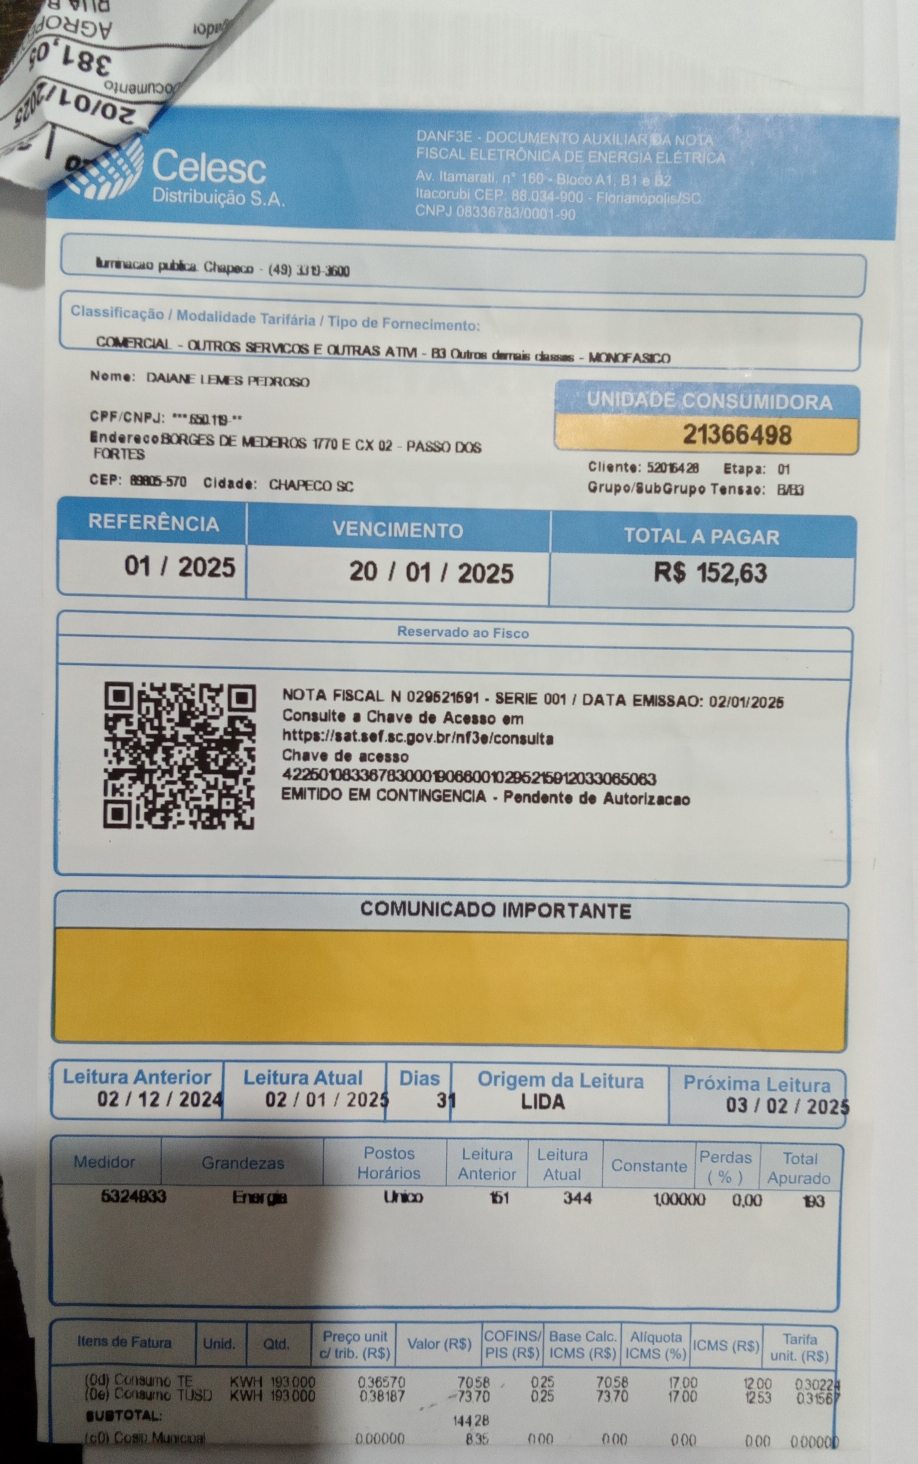 RUA B
AGROP
gador
381,05
Documento
20/01/2025
Celesc
Distribuição S.A.
DANF3E - DOCUMENTO AUXILIAR DA NOTA
FISCAL ELETRÔNICA DE ENERGIA ELÉTRICA
Av. Itamarati, n° 160 - Bloco A1, B1 e B2
Itacorubi CEP: 88.034-900 - Florianópolis/SC
CNPJ 08336783/0001-90
Iluminacao publica: Chapeco - (49) 3319-3600
Classificação / Modalidade Tarifária / Tipo de Fornecimento:
COMERCIAL - OUTROS SERVICOS E OUTRAS ATIVI - B3 Outros demais classes - MONOFASICO
Nome: DAIANE LEMES PEDROSO
CPF/CNPJ: ***.650.119-**
Endereco BORGES DE MEDEIROS 1770 E CX 02 - PASSO DOS
FORTES
CEP: 89805-570 Cidade: CHAPECO SC
UNIDADE CONSUMIDORA
21366498
Cliente: 52016428 Etapa: 01
Grupo/SubGrupo Tensao: B/B3
REFERÊNCIA VENCIMENTO TOTAL A PAGAR
01 / 2025 20 / 01 / 2025 R$ 152,63
Reservado ao Fisco
NOTA FISCAL N 029521591 - SERIE 001 / DATA EMISSAO: 02/01/2025
Consulte a Chave de Acesso em
https://sat.sef.sc.gov.br/nf3e/consulta
Chave de acesso
42250108336783000190660010295215912033065063
EMITIDO EM CONTINGENCIA - Pendente de Autorizacao
COMUNICADO IMPORTANTE
Leitura Anterior Leitura Atual Dias Origem da Leitura Próxima Leitura
02 / 12 / 2024 02 / 01 / 2025 31 LIDA 03 / 02 / 2025
Medidor Grandezas Postos Horários Leitura Anterior Leitura Atual Constante Perdas ( % ) Total Apurado
5324933 Energia Unico 151 344 1,00000 0,00 193
Itens de Fatura Unid. Qtd. Preço unit c/ trib. (R$) Valor (R$) COFINS/ PIS (R$) Base Calc. ICMS (R$) Alíquota ICMS (%) ICMS (R$) Tarifa unit. (R$)
(0d) Consumo TE KWH 193.000 0.36570 70.58 0.25 70.58 17.00 12.00 0.30224
(0e) Consumo TUSD KWH 193.000 0.38187 73.70 0.25 73.70 17.00 12.53 0.31567
SUBTOTAL: 144.28
(c0) Cosip Municipal 0.00000 8.35 0.00 0.00 0.00 0.00 0.00000